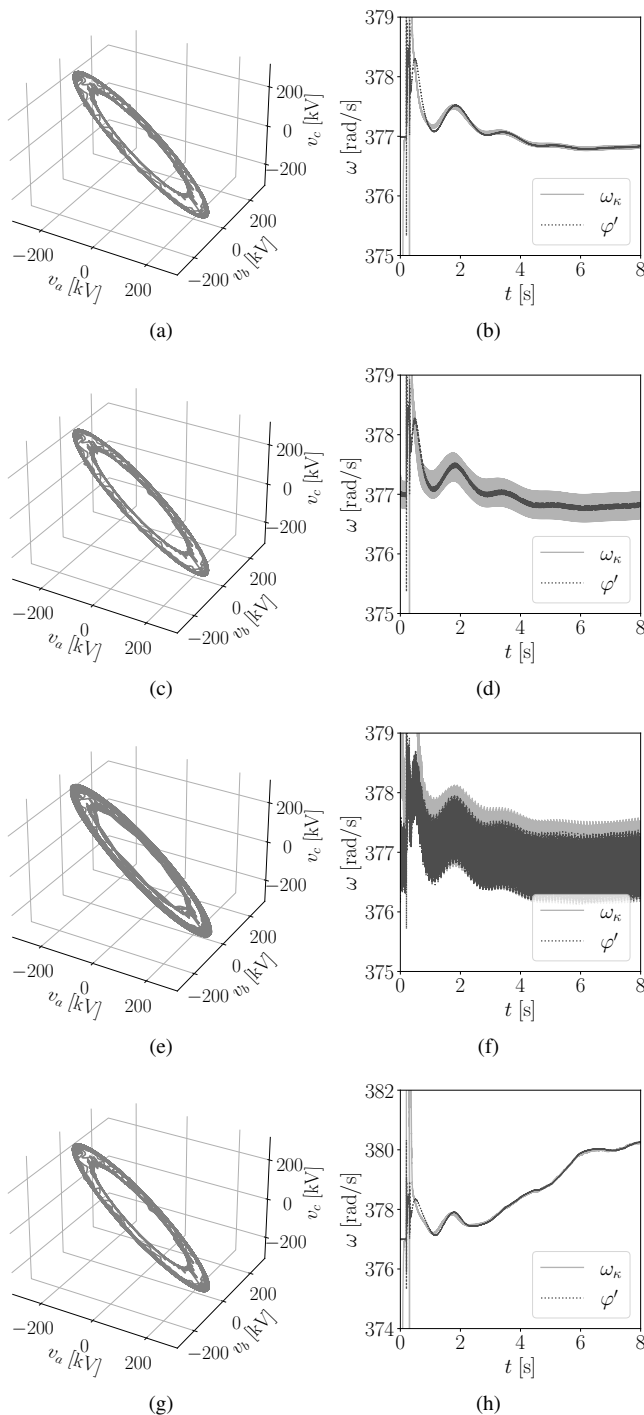 200
0
−200
v_c [kV]
−200
0
200
v_a [kV]
−200
0
200
v_b [kV]
(a)
379
378
377
376
375
ω [rad/s]
ω_κ
φ′
0 2 4 6 8
t [s]
(b)
200
0
−200
v_c [kV]
−200
0
200
v_a [kV]
−200
0
200
v_b [kV]
(c)
379
378
377
376
375
ω [rad/s]
ω_κ
φ′
0 2 4 6 8
t [s]
(d)
200
0
−200
v_c [kV]
−200
0
200
v_a [kV]
−200
0
200
v_b [kV]
(e)
379
378
377
376
375
ω [rad/s]
ω_κ
φ′
0 2 4 6 8
t [s]
(f)
200
0
−200
v_c [kV]
−200
0
200
v_a [kV]
−200
0
200
v_b [kV]
(g)
382
380
378
376
374
ω [rad/s]
ω_κ
φ′
0 2 4 6 8
t [s]
(h)